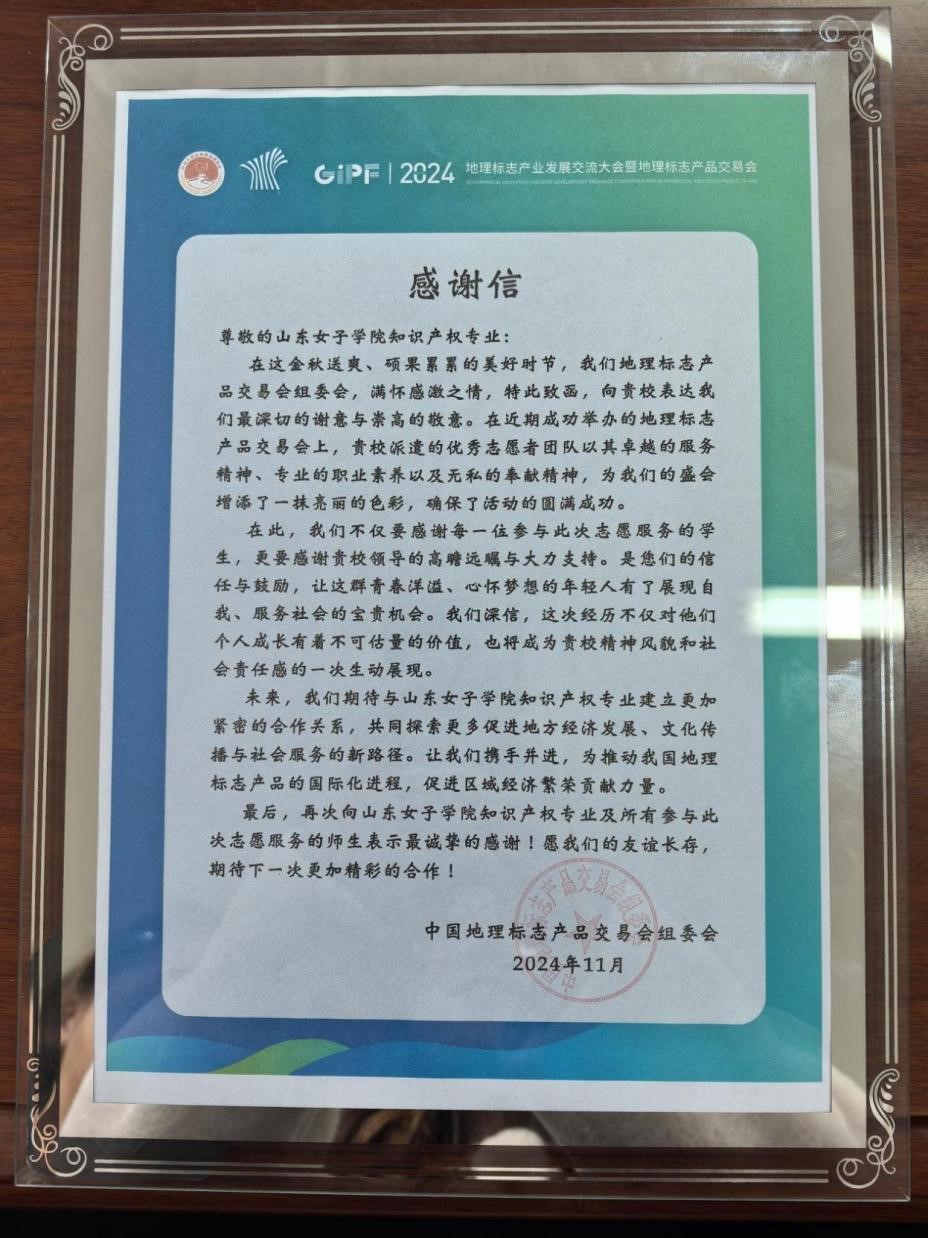 GiPF 2024 地理标志产业发展交流大会暨地理标志产品交易会
感谢信
尊敬的山东女子学院知识产权专业：
在这金秋送爽、硕果累累的美好时节，我们地理标志产
品交易会组委会，满怀感激之情，特此致函，向贵校表达我
们最深切的谢意与崇高的敬意。在近期成功举办的地理标志
产品交易会上，贵校派遣的优秀志愿者团队以其卓越的服务
精神、专业的职业素养以及无私的奉献精神，为我们的盛会
增添了一抹亮丽的色彩，确保了活动的圆满成功。
在此，我们不仅要感谢每一位参与此次志愿服务的学
生，更要感谢贵校领导的高瞻远瞩与大力支持。是您们的信
任与鼓励，让这群青春洋溢、心怀梦想的年轻人有了展现自
我、服务社会的宝贵机会。我们深信，这次经历不仅对他们
个人成长有着不可估量的价值，也将成为贵校精神风貌和社
会责任感的一次生动展现。
未来，我们期待与山东女子学院知识产权专业建立更加
紧密的合作关系，共同探索更多促进地方经济发展、文化传
播与社会服务的新路径。让我们携手并进，为推动我国地理
标志产品的国际化进程，促进区域经济繁荣贡献力量。
最后，再次向山东女子学院知识产权专业及所有参与此
次志愿服务的师生表示最诚挚的感谢！愿我们的友谊长存，
期待下一次更加精彩的合作！
中国地理标志产品交易会组委会
2024年11月